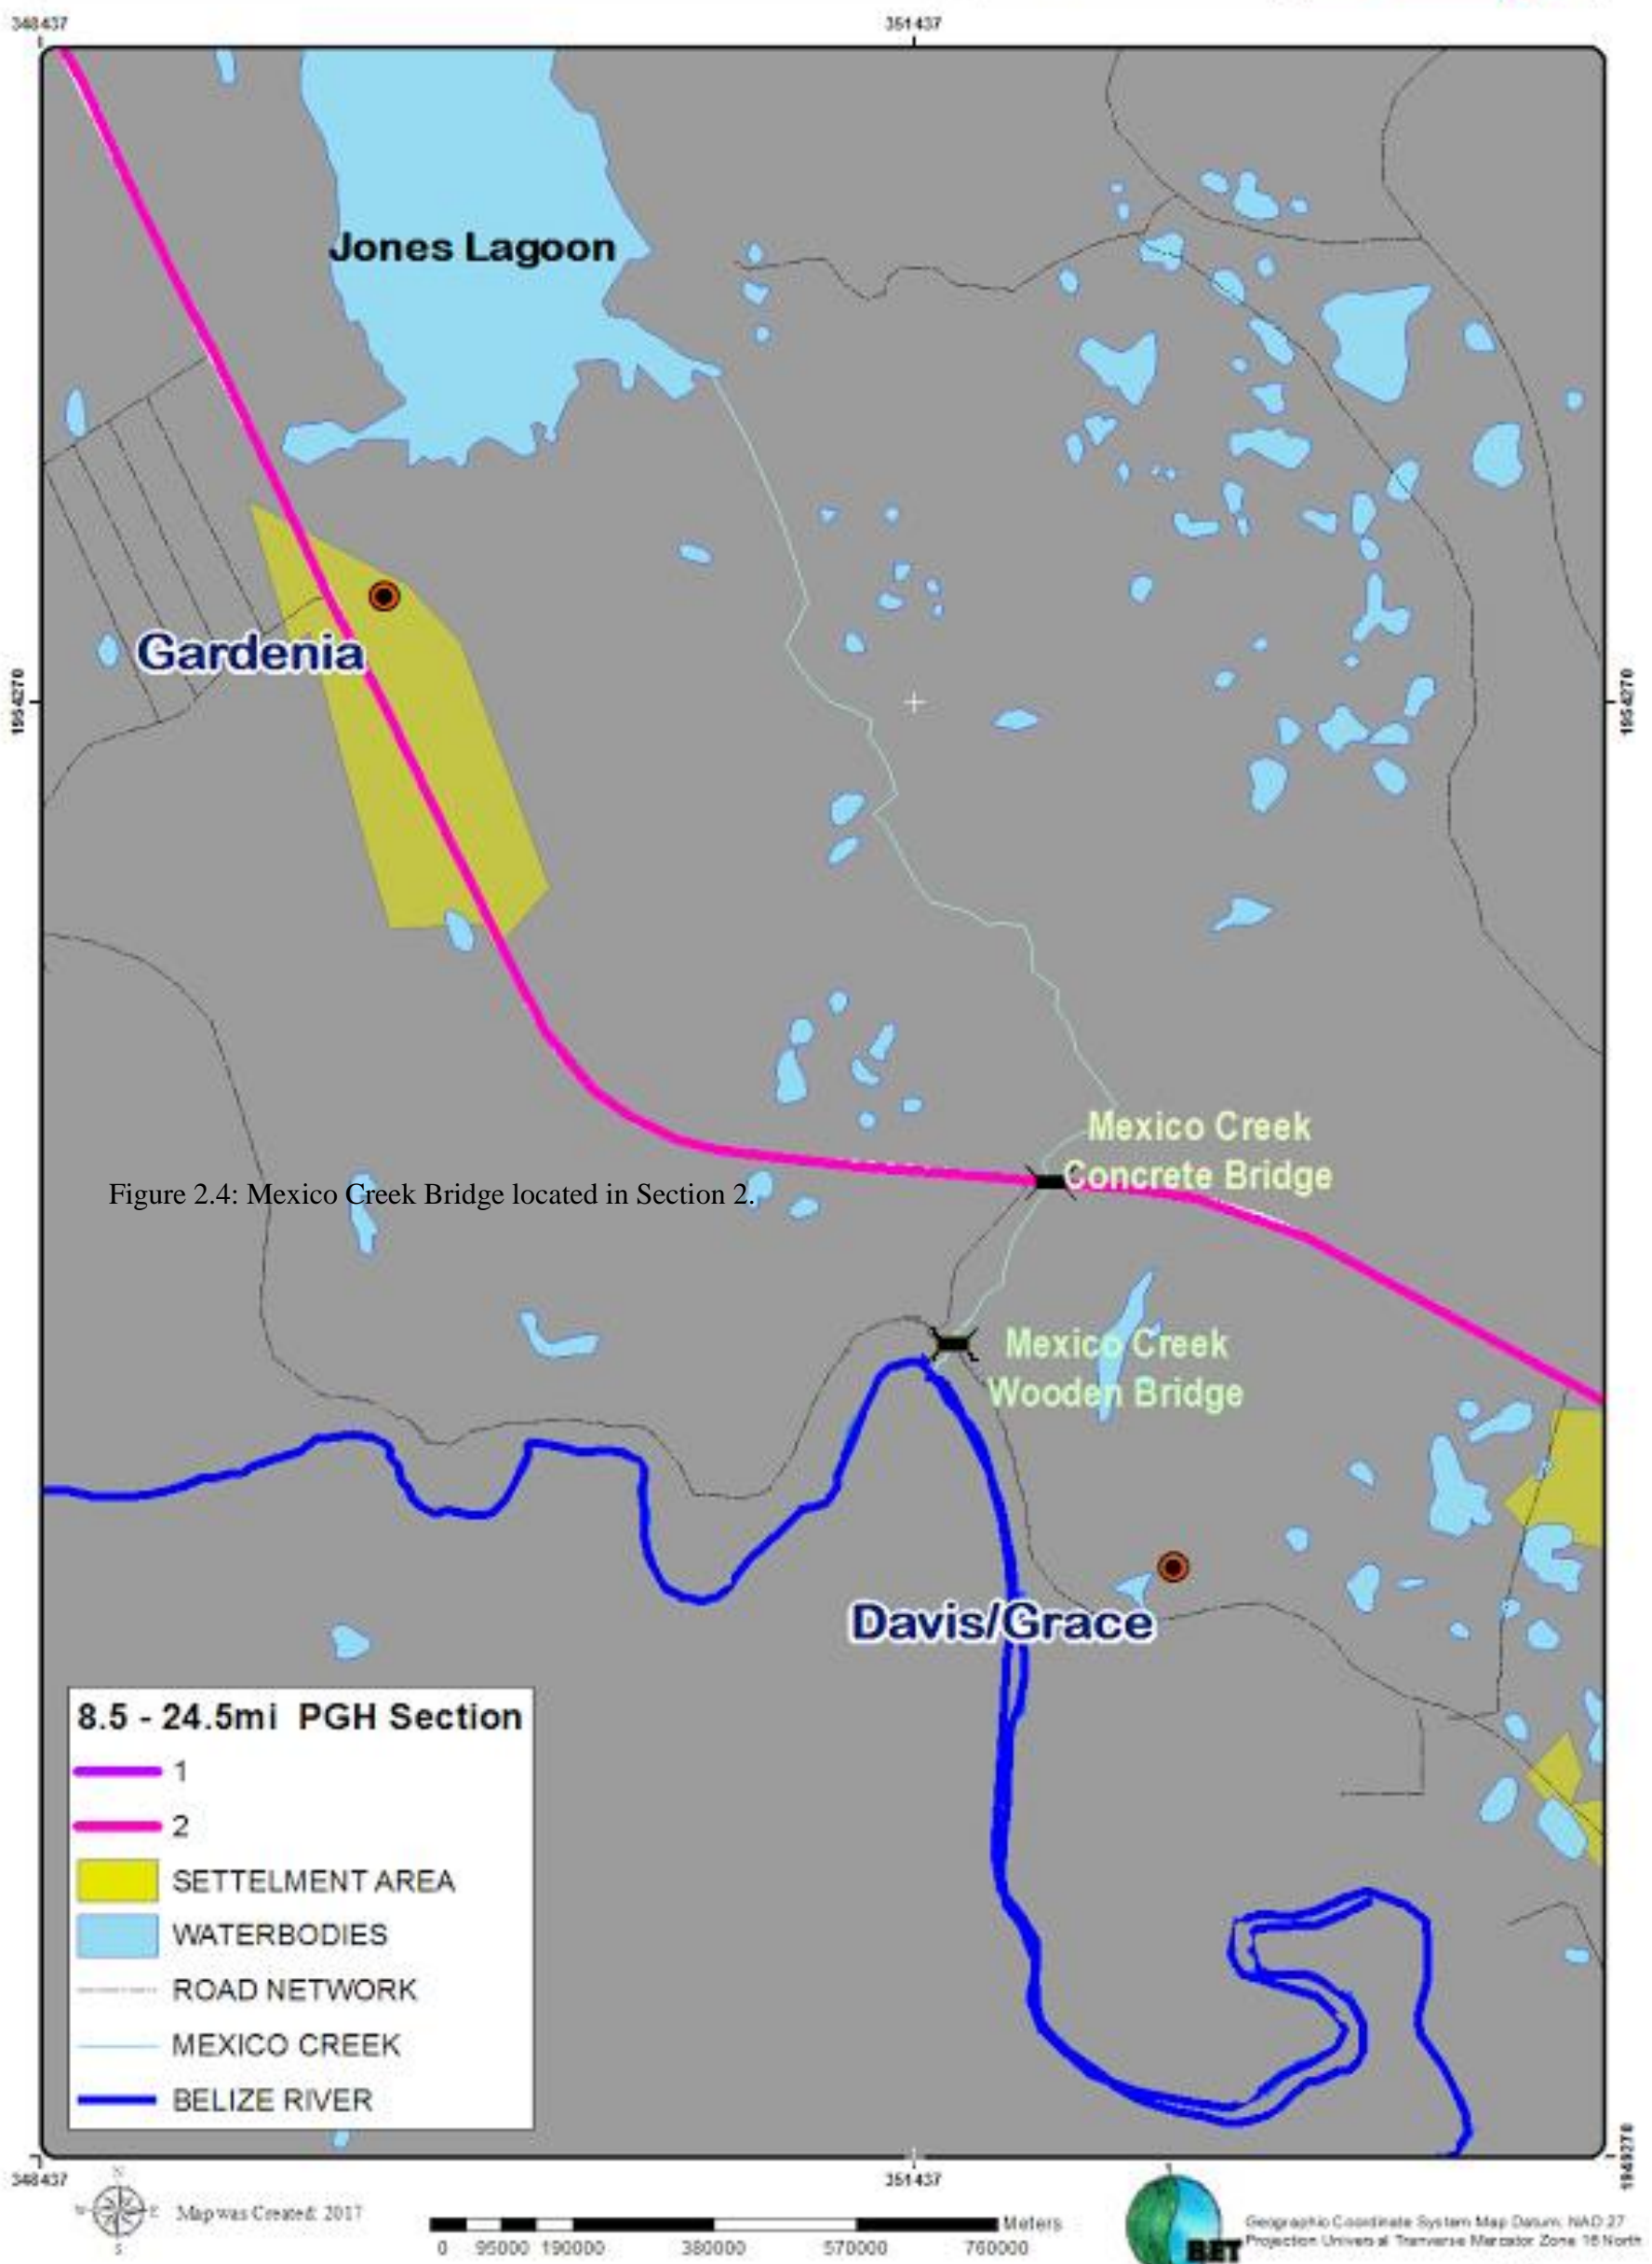 348437 351437
Jones Lagoon
Gardenia
1954270 1954270
Mexico Creek
Concrete Bridge
Figure 2.4: Mexico Creek Bridge located in Section 2.
Mexico Creek
Wooden Bridge
Davis/Grace
8.5 - 24.5mi PGH Section
1
2
SETTELMENT AREA
WATERBODIES
ROAD NETWORK
MEXICO CREEK
BELIZE RIVER
1949270
348437 351437
N
W E
S
Map was Created: 2017
Meters
0 95000 190000 380000 570000 760000
BET
Geographic Coordinate System Map Datum: NAD 27
Projection Universal Tranverse Mercator Zone 16 North